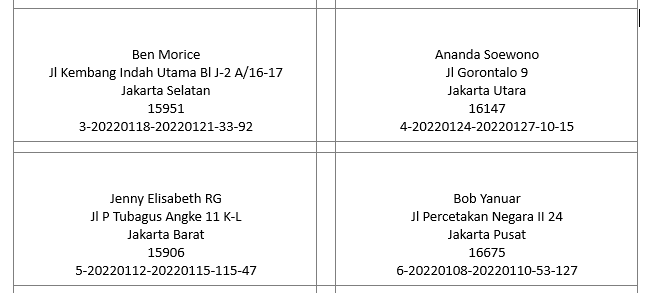 Ben Morice
Jl Kembang Indah Utama Bl J-2 A/16-17
Jakarta Selatan
15951
3-20220118-20220121-33-92
Ananda Soewono
Jl Gorontalo 9
Jakarta Utara
16147
4-20220124-20220127-10-15
Jenny Elisabeth RG
Jl P Tubagus Angke 11 K-L
Jakarta Barat
15906
5-20220112-20220115-115-47
Bob Yanuar
Jl Percetakan Negara II 24
Jakarta Pusat
16675
6-20220108-20220110-53-127